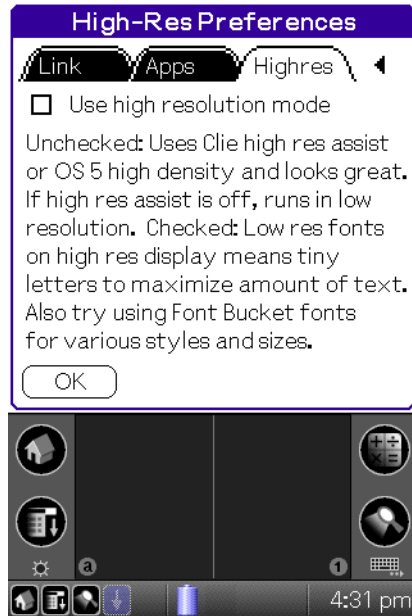 High-Res Preferences
Link Apps Highres
Use high resolution mode
Unchecked: Uses Clie high res assist
or OS 5 high density and looks great.
If high res assist is off, runs in low
resolution. Checked: Low res fonts
on high res display means tiny
letters to maximize amount of text.
Also try using Font Bucket fonts
for various styles and sizes.
OK
a 1
4:31 pm